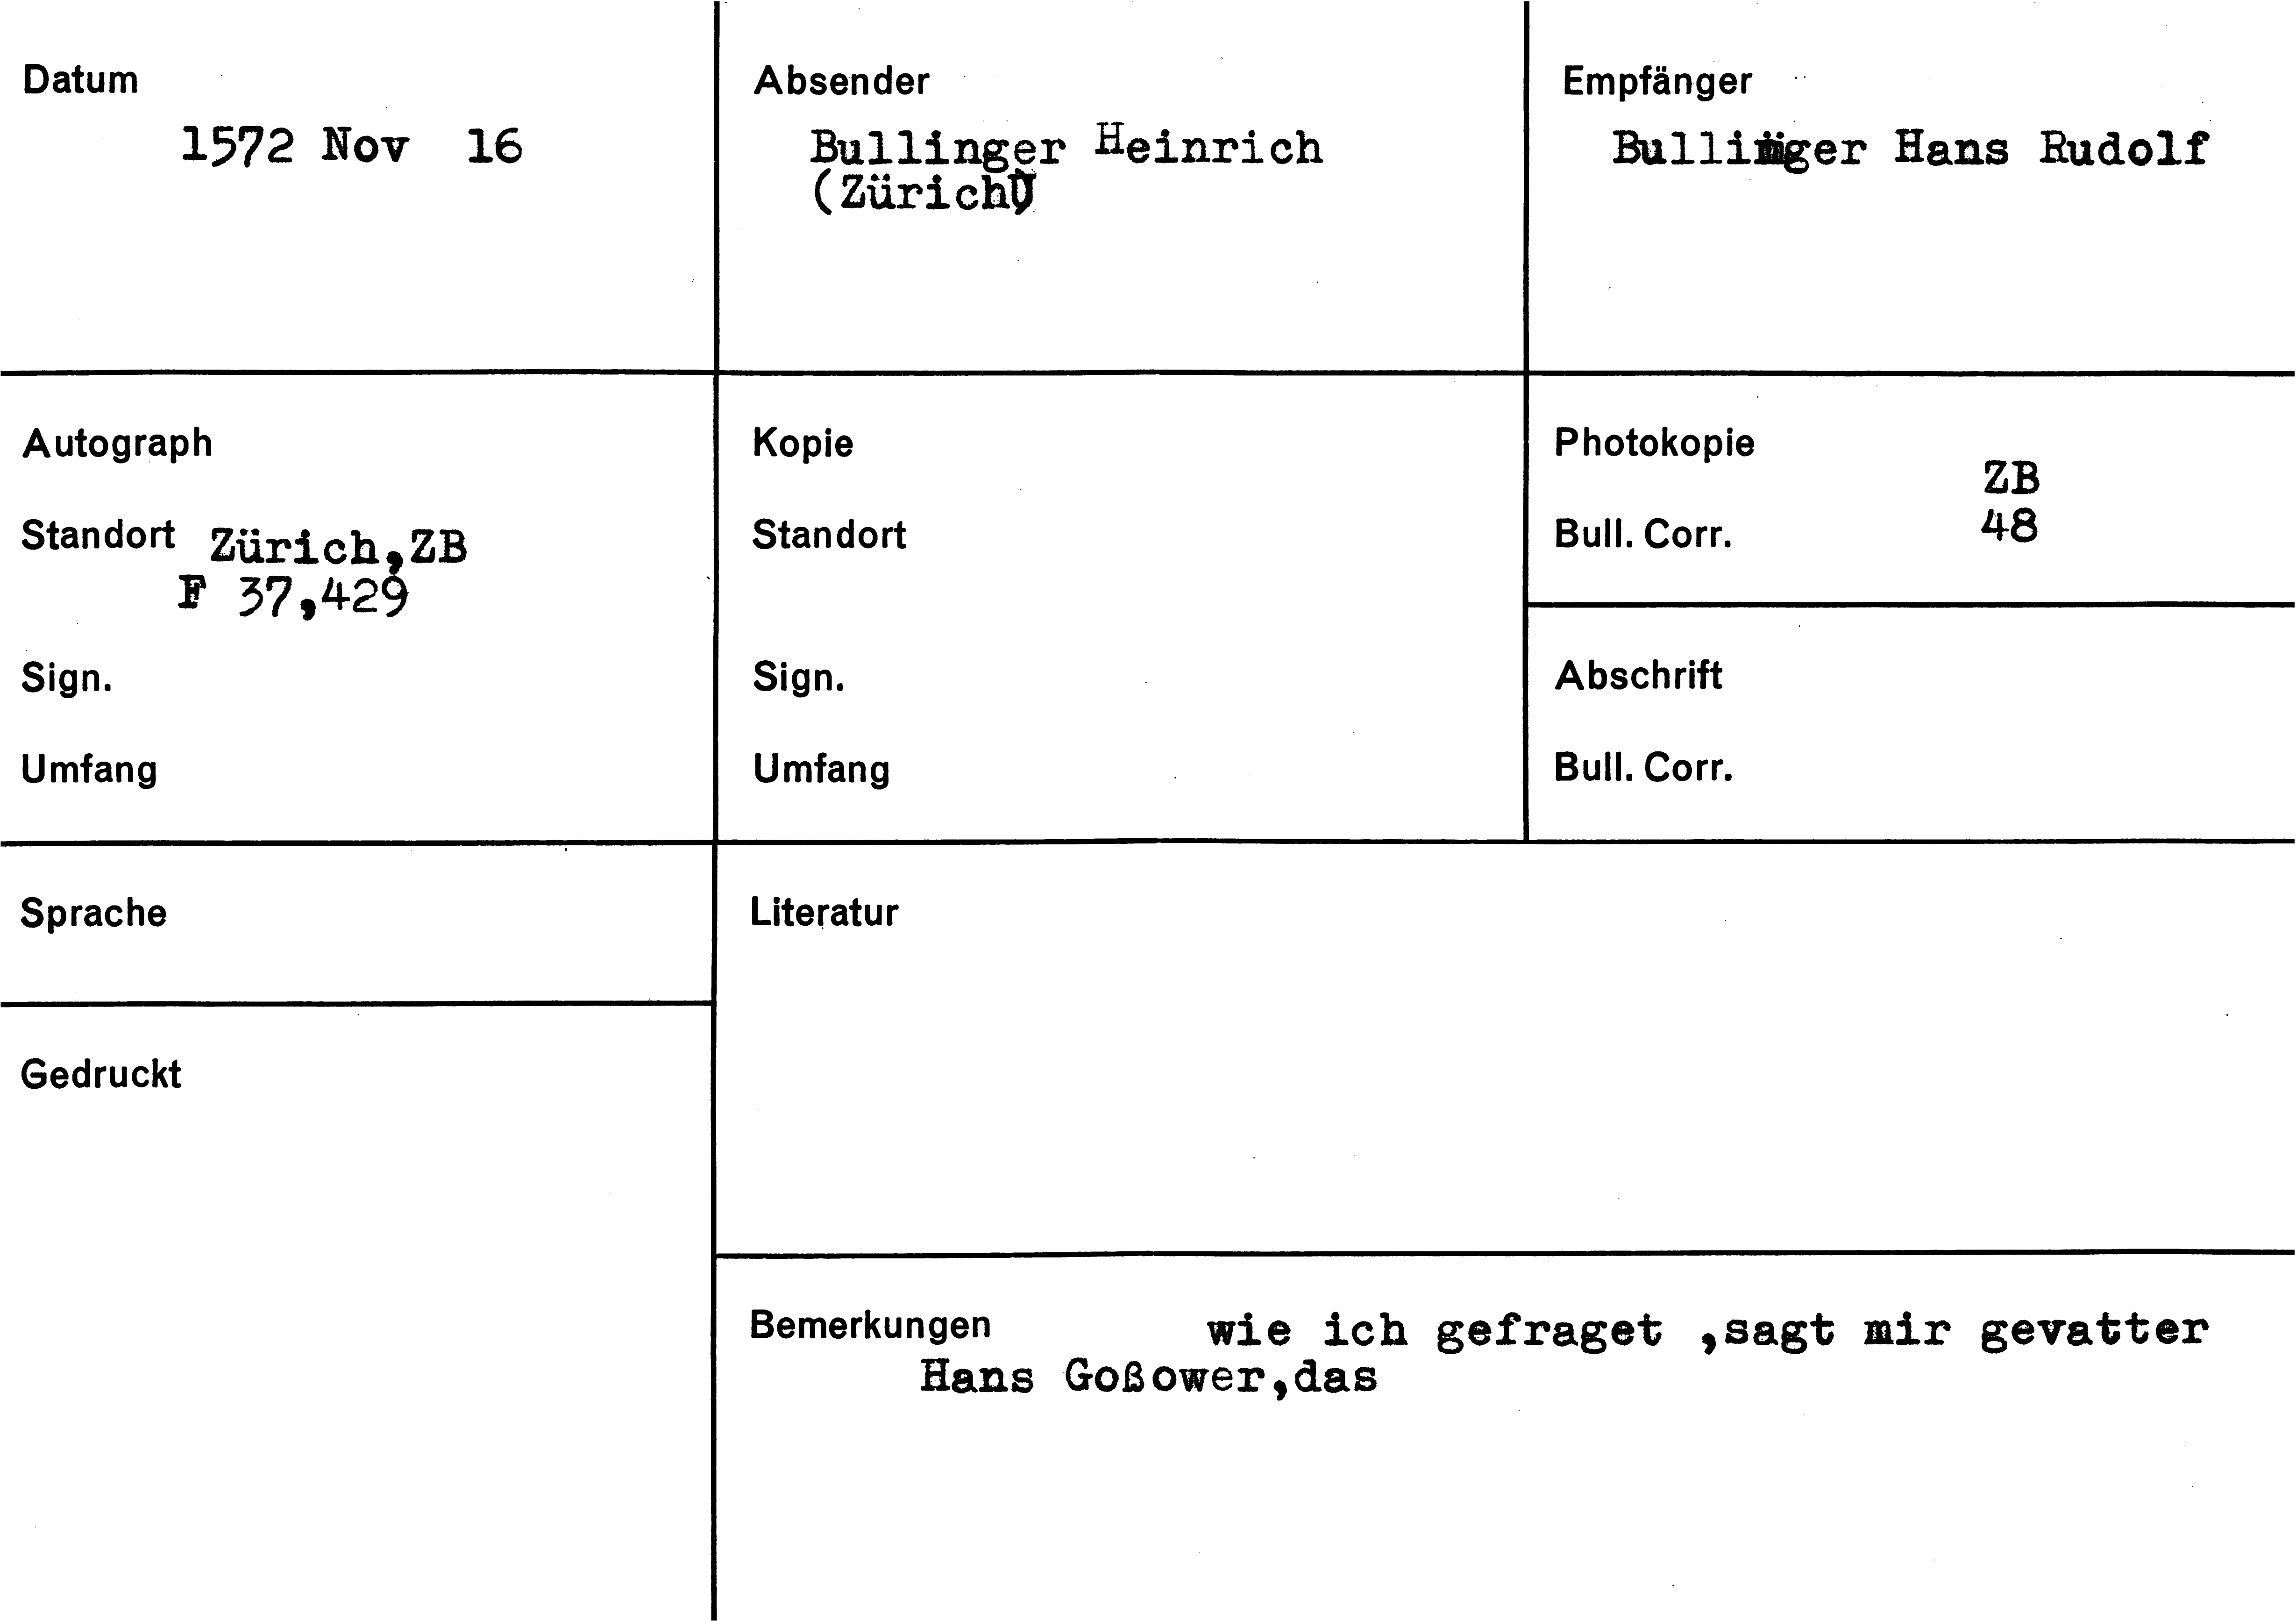 Datum
1572 Nov 16
Absender
Bullinger Heinrich
(Zürich)
Empfänger
Bullinger Hans Rudolf
Autograph
Standort Zürich,ZB
F 37,429
Sign.
Umfang
Kopie
Standort
Sign.
Umfang
Photokopie
ZB
Bull. Corr. 48
Abschrift
Bull. Corr.
Sprache
Gedruckt
Literatur
Bemerkungen wie ich gefraget ,sagt mir gevatter
Hans Goßower,das